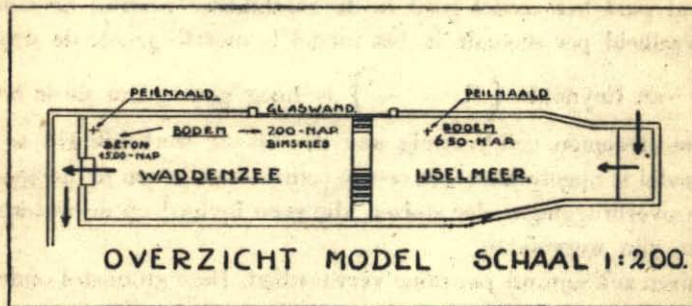 PEILNAALD
GLASWAND
PEILNAALD
BODEM 200-NAP.
BIMSKIES
BETON
1500-NAP
BODEM
650-NAP.
WADDENZEE
IJSELMEER.
OVERZICHT MODEL SCHAAL 1:200.